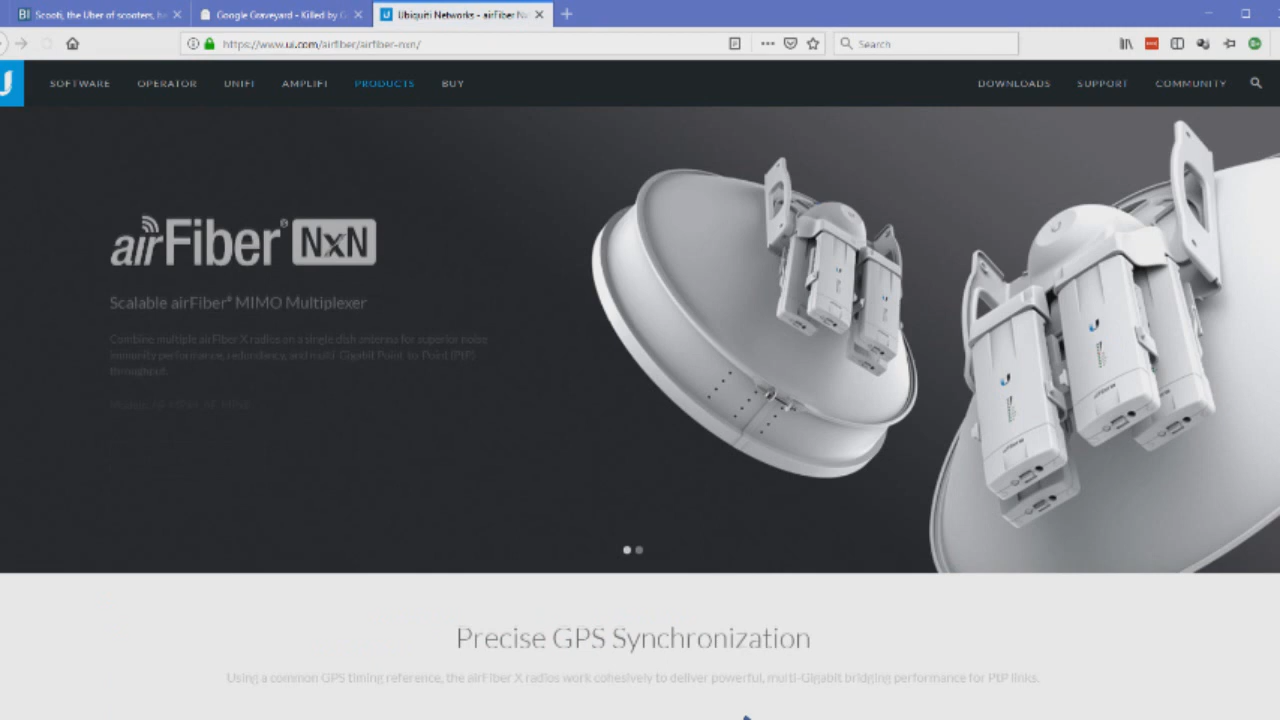 Scooti, the Uber of scooters, h
Google Graveyard - Killed by G
Ubiquiti Networks - airFiber Nx
https://www.ui.com/airfiber/airfiber-nxn/
Search
SOFTWARE OPERATOR UNIFI AMPLIFI PRODUCTS BUY DOWNLOADS SUPPORT COMMUNITY
airFiber® NxN
Scalable airFiber® MIMO Multiplexer
Combine multiple airFiber X radios on a single dish antenna for superior noise
immunity performance, redundancy, and multi-Gigabit Point-to-Point (PtP)
throughput.
Precise GPS Synchronization
Using a common GPS timing reference, the airFiber X radios work cohesively to deliver powerful, multi-Gigabit bridging performance for PtP links.